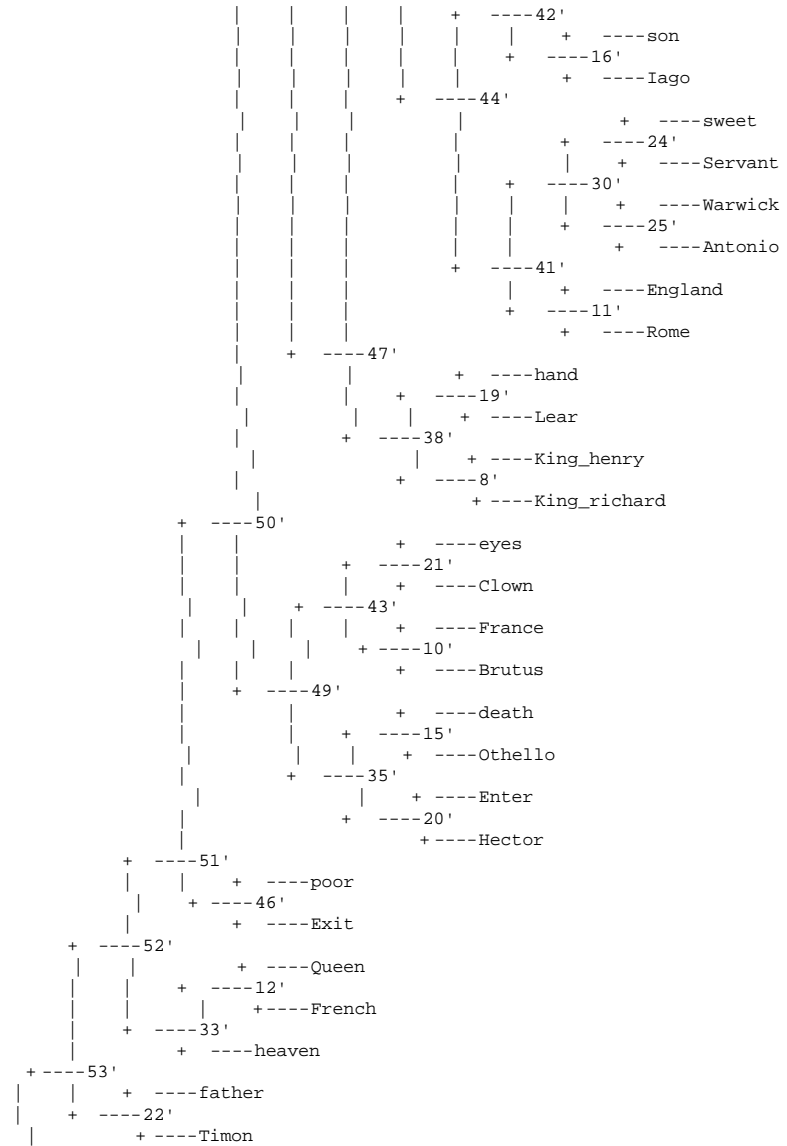 |    |    |    |    +  ----42'
|    |    |    |    |    |    +  ----son
|    |    |    |    |    +  ----16'
|    |    |    |    |         +  ----Iago
|    |    |    +  ----44'
|    |    |         |              +  ----sweet
|    |    |         |         +  ----24'
|    |    |         |         |    +  ----Servant
|    |    |         |    +  ----30'
|    |    |         |    |    |    +  ----Warwick
|    |    |         |    |    +  ----25'
|    |    |         |    |         +  ----Antonio
|    |    |         +  ----41'
|    |    |              |    +  ----England
|    |    |              +  ----11'
|    |    |                   +  ----Rome
|    +  ----47'
|         |         +  ----hand
|         |    +  ----19'
|         |    |    +  ----Lear
|         +  ----38'
|              |    + ----King_henry
|              +  ----8'
|                   + ----King_richard
+  ----50'
|    |              +  ----eyes
|    |         +  ----21'
|    |         |    +  ----Clown
|    |    +  ----43'
|    |    |    |    +  ----France
|    |    |    + ----10'
|    |    |         +  ----Brutus
|    +  ----49'
|         |         +  ----death
|         |    +  ----15'
|         |    |    +  ----Othello
|         +  ----35'
|              |    + ----Enter
|              +  ----20'
|                   + ----Hector
+  ----51'
|    |    +  ----poor
|    + ----46'
|         +  ----Exit
+  ----52'
|    |         +  ----Queen
|    |    +  ----12'
|    |    |    +----French
|    +  ----33'
|         +  ----heaven
+ ----53'
|    |    +  ----father
|    +  ----22'
|         + ----Timon